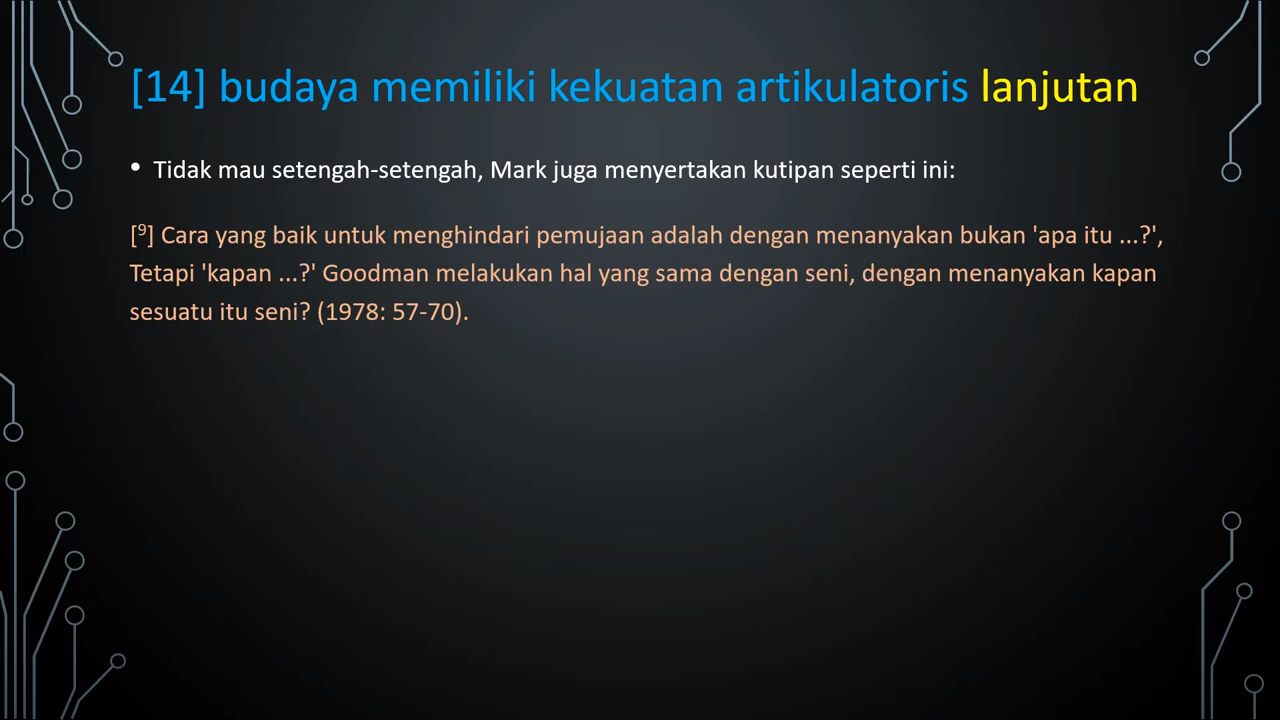 [14] budaya memiliki kekuatan artikulatoris lanjutan
• Tidak mau setengah-setengah, Mark juga menyertakan kutipan seperti ini:
[⁹] Cara yang baik untuk menghindari pemujaan adalah dengan menanyakan bukan 'apa itu ...?',
Tetapi 'kapan ...?' Goodman melakukan hal yang sama dengan seni, dengan menanyakan kapan
sesuatu itu seni? (1978: 57-70).